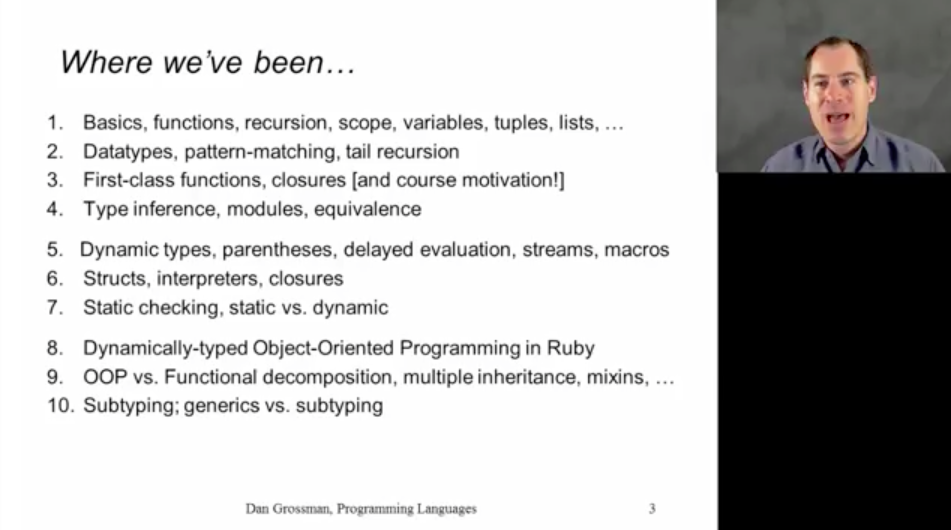 Where we've been…
1. Basics, functions, recursion, scope, variables, tuples, lists, …
2. Datatypes, pattern-matching, tail recursion
3. First-class functions, closures [and course motivation!]
4. Type inference, modules, equivalence
5. Dynamic types, parentheses, delayed evaluation, streams, macros
6. Structs, interpreters, closures
7. Static checking, static vs. dynamic
8. Dynamically-typed Object-Oriented Programming in Ruby
9. OOP vs. Functional decomposition, multiple inheritance, mixins, …
10. Subtyping; generics vs. subtyping
Dan Grossman, Programming Languages 3